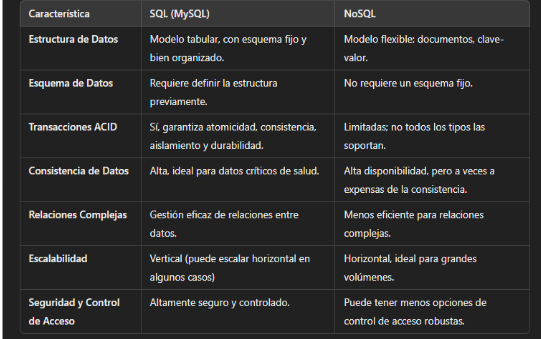 Característica SQL (MySQL) NoSQL
Estructura de Datos Modelo tabular, con esquema fijo y Modelo flexible: documentos, clave-
bien organizado. valor.
Esquema de Datos Requiere definir la estructura No requiere un esquema fijo.
previamente.
Transacciones ACID Sí, garantiza atomicidad, consistencia, Limitadas; no todos los tipos las
aislamiento y durabilidad. soportan.
Consistencia de Datos Alta, ideal para datos críticos de salud. Alta disponibilidad, pero a veces a
expensas de la consistencia.
Relaciones Complejas Gestión eficaz de relaciones entre Menos eficiente para relaciones
datos. complejas.
Escalabilidad Vertical (puede escalar horizontal en Horizontal, ideal para grandes
algunos casos) volúmenes.
Seguridad y Control Altamente seguro y controlado. Puede tener menos opciones de
de Acceso control de acceso robustas.